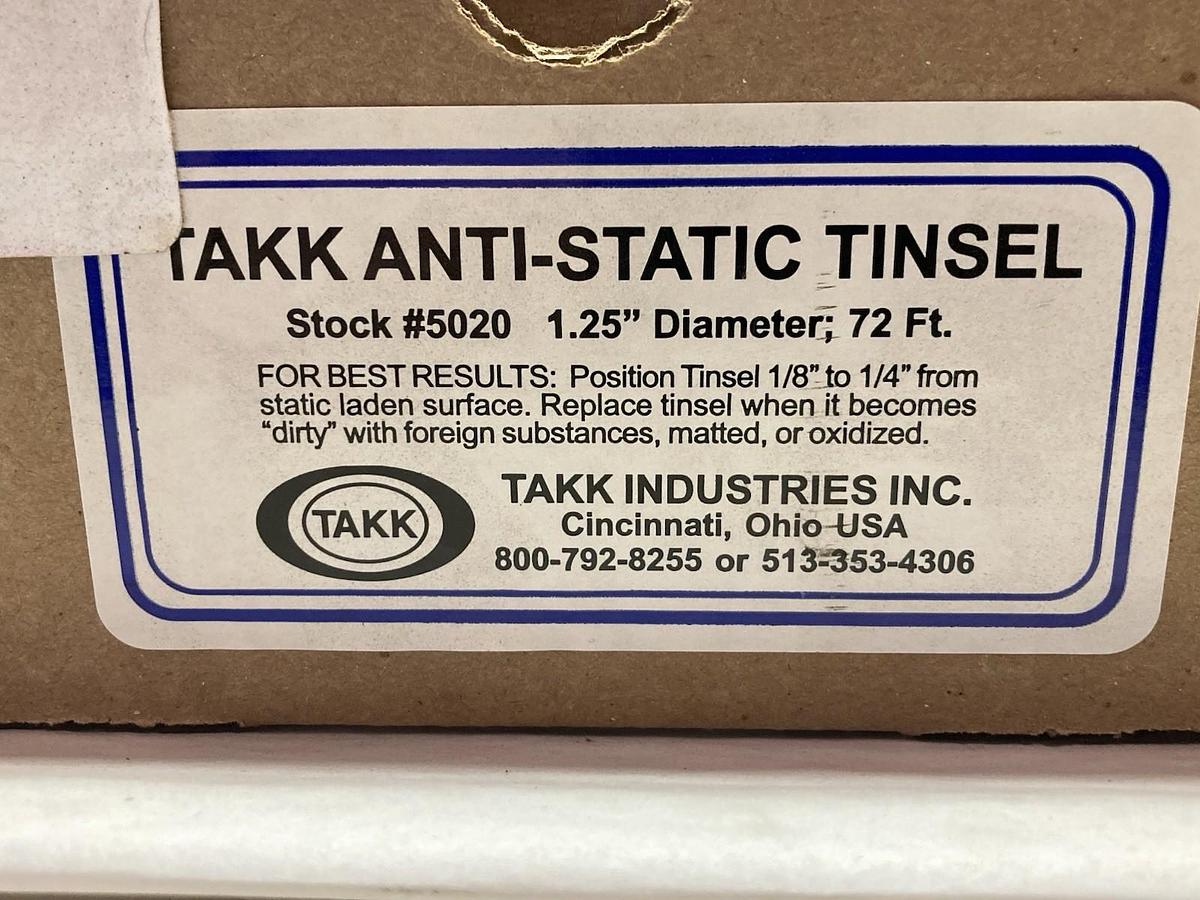 TAKK ANTI-STATIC TINSEL
Stock #5020 1.25” Diameter; 72 Ft.
FOR BEST RESULTS: Position Tinsel 1/8” to 1/4” from
static laden surface. Replace tinsel when it becomes
“dirty” with foreign substances, matted, or oxidized.
TAKK
TAKK INDUSTRIES INC.
Cincinnati, Ohio USA
800-792-8255 or 513-353-4306